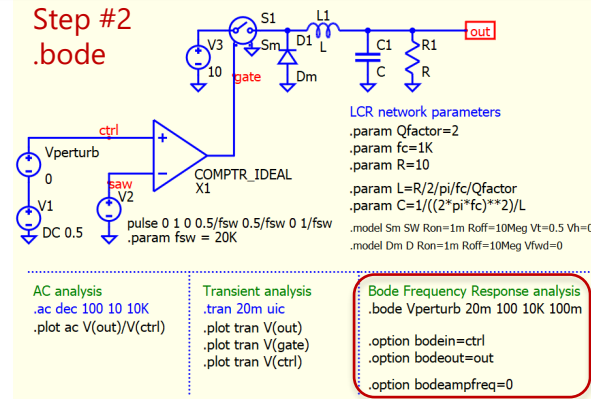 Step #2
.bode
S1
L1
V3
Sm
D1
L
C1
R1
out
10
gate
Dm
C
R
LCR network parameters
.param Qfactor=2
.param fc=1K
.param R=10
.param L=R/2/pi/fc/Qfactor
.param C=1/((2*pi*fc)**2)/L
.model Sm SW Ron=1m Roff=10Meg Vt=0.5 Vh=0
.model Dm D Ron=1m Roff=10Meg Vfwd=0
ctrl
Vperturb
0
+
−
COMPTR_IDEAL
X1
saw
V2
V1
DC 0.5
pulse 0 1 0 0.5/fsw 0.5/fsw 0 1/fsw
.param fsw = 20K
AC analysis
.ac dec 100 10 10K
.plot ac V(out)/V(ctrl)
Transient analysis
.tran 20m uic
.plot tran V(out)
.plot tran V(gate)
.plot tran V(ctrl)
Bode Frequency Response analysis
.bode Vperturb 20m 100 10K 100m
.option bodein=ctrl
.option bodeout=out
.option bodeampfreq=0